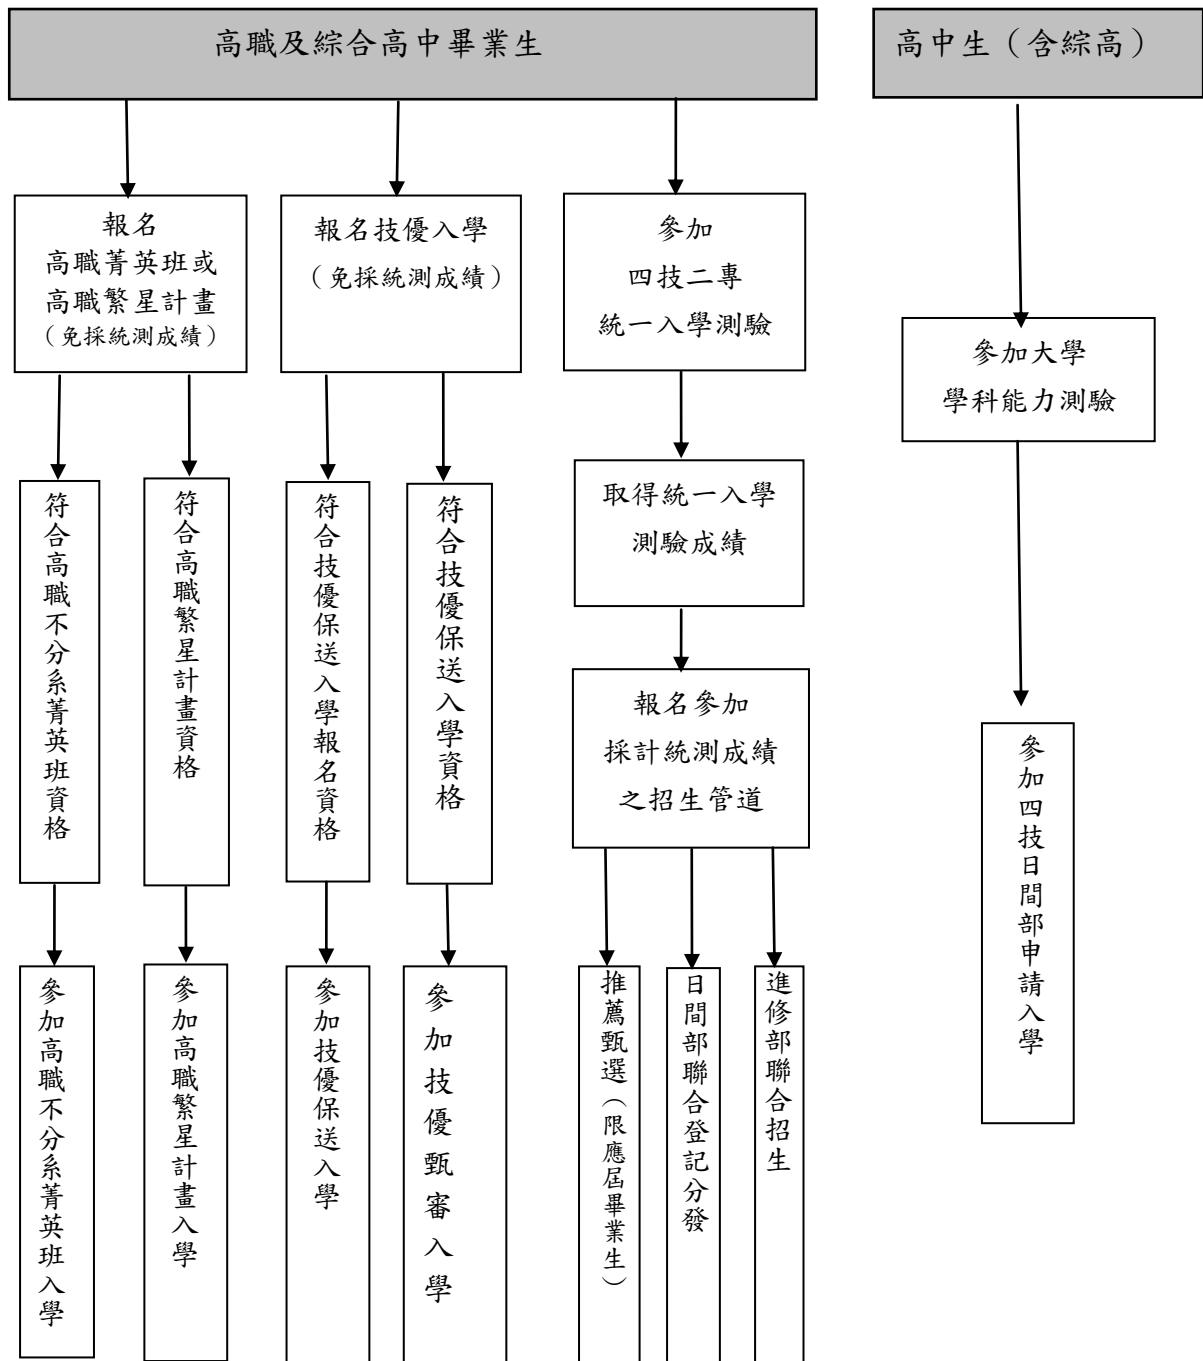 高職及綜合高中畢業生
高中生（含綜高）
報名
高職菁英班或
高職繁星計畫
（免採統測成績）
報名技優入學
（免採統測成績）
參加
四技二專
統一入學測驗
參加大學
學科能力測驗
取得統一入學
測驗成績
報名參加
採計統測成績
之招生管道
符合高職不分系菁英班資格
符合高職繁星計畫資格
符合技優保送入學報名資格
符合技優保送入學資格
參加四技日間部申請入學
參加高職不分系菁英班入學
參加高職繁星計畫入學
參加技優保送入學
參加技優甄審入學
推薦甄選（限應屆畢業生）
日間部聯合登記分發
進修部聯合招生